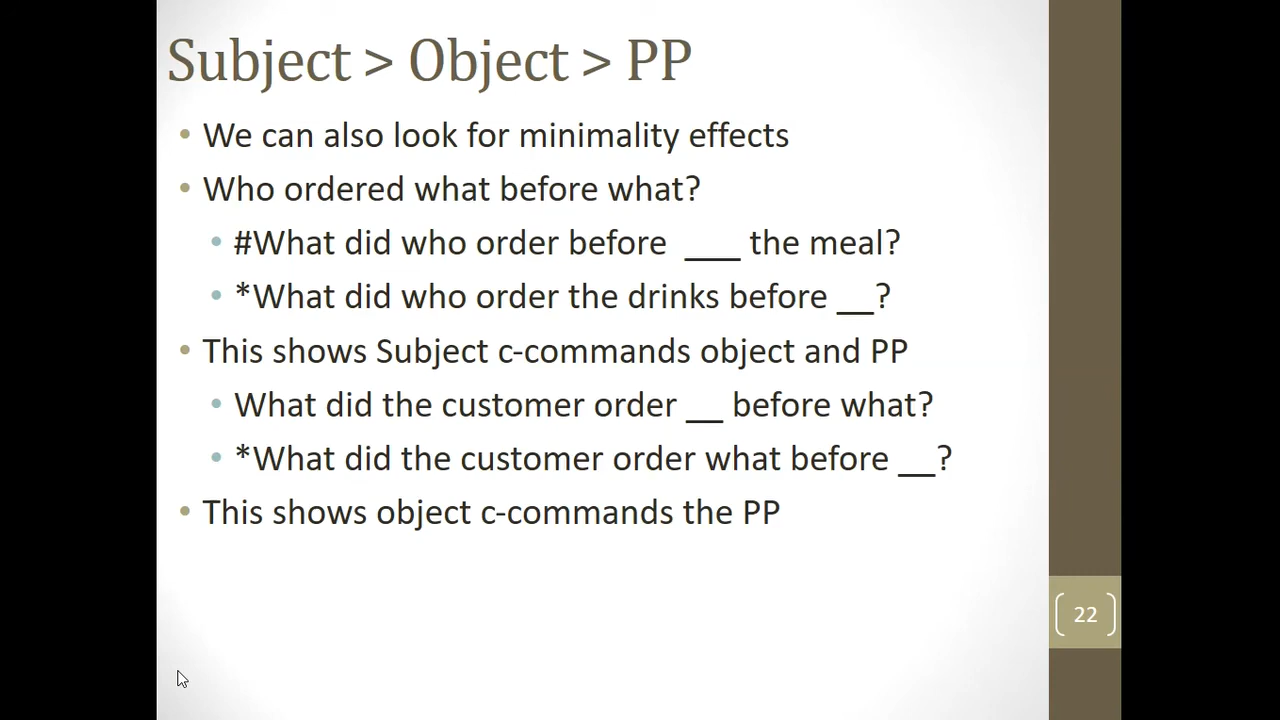 Subject > Object > PP
• We can also look for minimality effects
• Who ordered what before what?
• #What did who order before ___ the meal?
• *What did who order the drinks before __?
• This shows Subject c-commands object and PP
• What did the customer order __ before what?
• *What did the customer order what before __?
• This shows object c-commands the PP
22